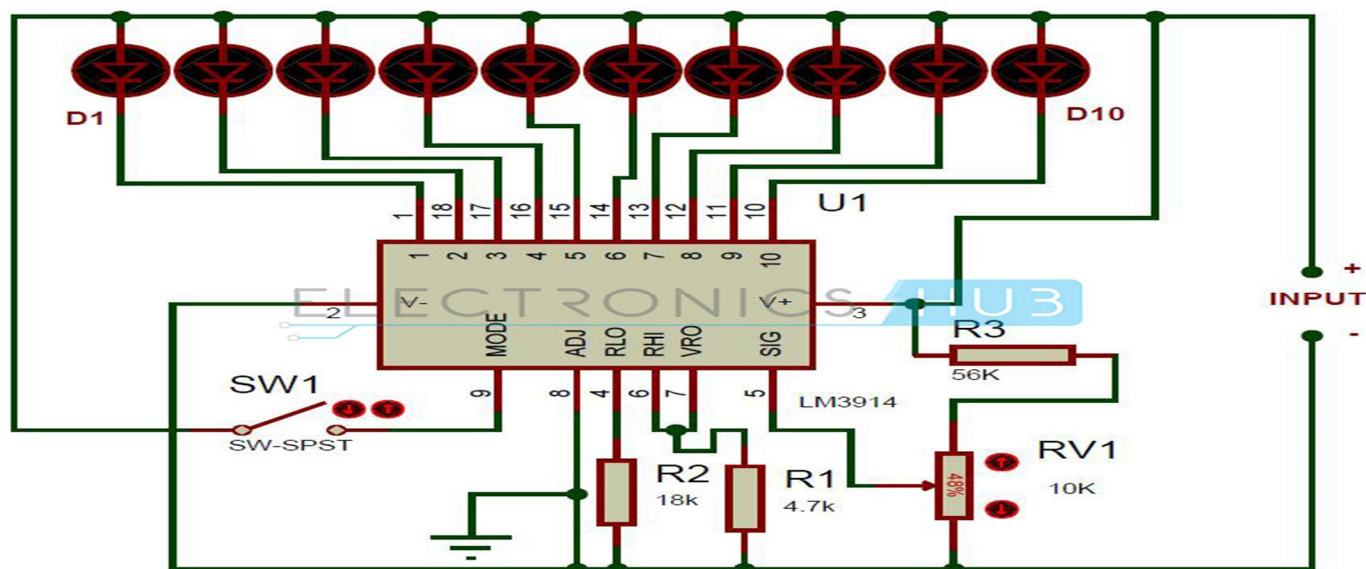 D1
D10
U1
1 18 17 16 15 14 13 12 11 10
1 2 3 4 5 6 7 8 9 10
ELECTRONICS HUB
2 V- V+ 3
MODE ADJ RLO RHI VRO SIG
9 8 4 6 7 5
LM3914
+
INPUT
-
R3
56K
SW1
SW-SPST
R2
18k
R1
4.7k
RV1
48%
10K